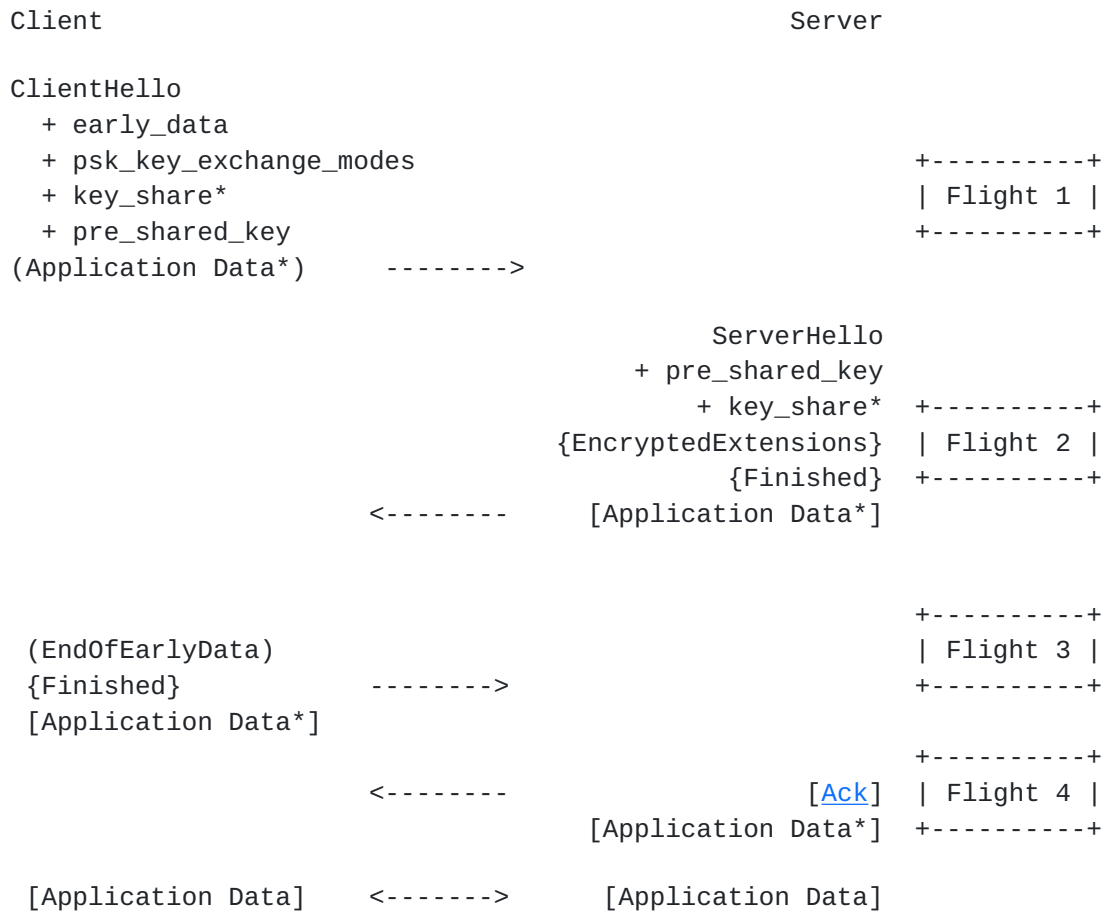 Client                                            Server

ClientHello
  + early_data
  + psk_key_exchange_modes                                +----------+
  + key_share*                                            | Flight 1 |
  + pre_shared_key                                        +----------+
(Application Data*)     -------->

                                             ServerHello
                                        + pre_shared_key
                                            + key_share*  +----------+
                                   {EncryptedExtensions}  | Flight 2 |
                                              {Finished}  +----------+
                       <--------     [Application Data*]

                                                          +----------+
 (EndOfEarlyData)                                         | Flight 3 |
 {Finished}            -------->                          +----------+
 [Application Data*]
                                                          +----------+
                       <--------                   [Ack]  | Flight 4 |
                                     [Application Data*]  +----------+

 [Application Data]    <------->      [Application Data]